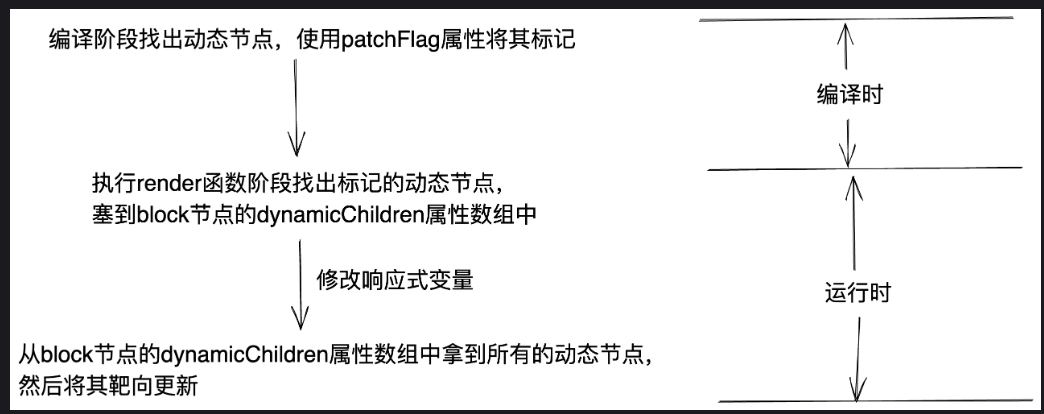 编译阶段找出动态节点，使用patchFlag属性将其标记
编译时
执行render函数阶段找出标记的动态节点，
塞到block节点的dynamicChildren属性数组中
修改响应式变量
运行时
从block节点的dynamicChildren属性数组中拿到所有的动态节点，
然后将其靶向更新